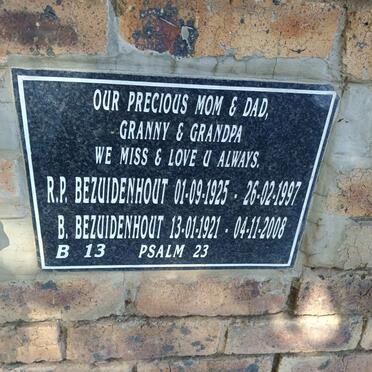 OUR PRECIOUS MOM & DAD,
GRANNY & GRANDPA
WE MISS & LOVE U ALWAYS.
R.P. BEZUIDENHOUT 01-09-1925 - 26-02-1997
B. BEZUIDENHOUT 13-01-1921 - 04-11-2008
B 13 PSALM 23